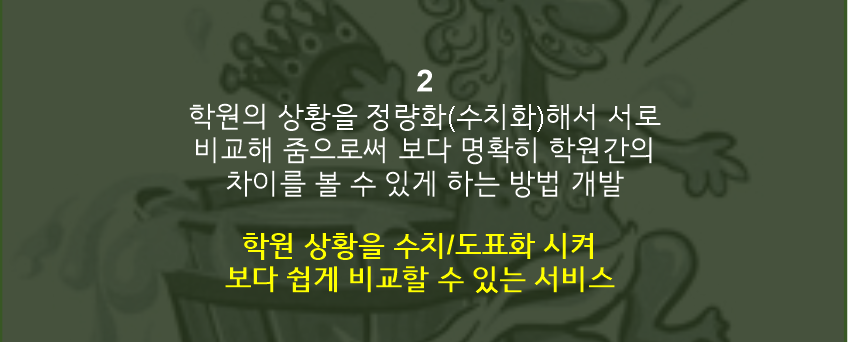 2
학원의 상황을 정량화(수치화)해서 서로
비교해 줌으로써 보다 명확히 학원간의
차이를 볼 수 있게 하는 방법 개발
학원 상황을 수치/도표화 시켜
보다 쉽게 비교할 수 있는 서비스